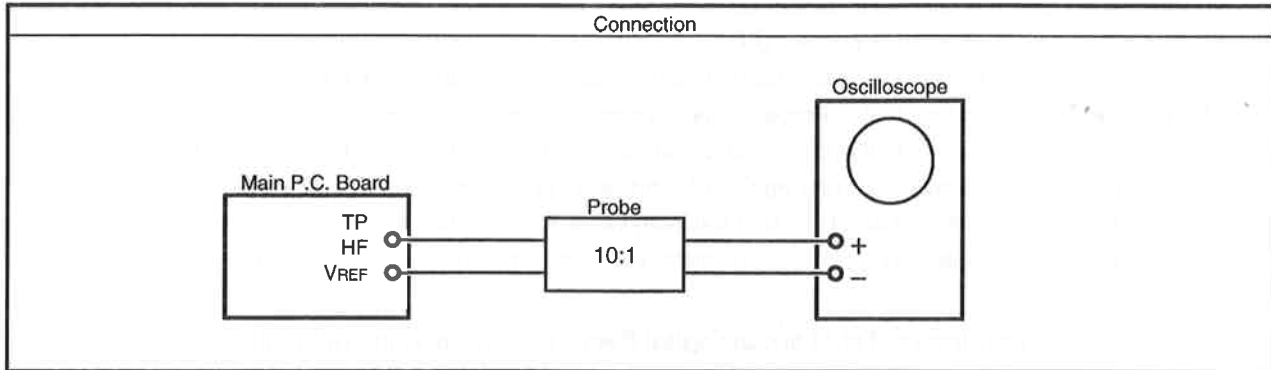 Connection
Oscilloscope
Main P.C. Board
Probe
TP
HF
VREF
10:1
+
–